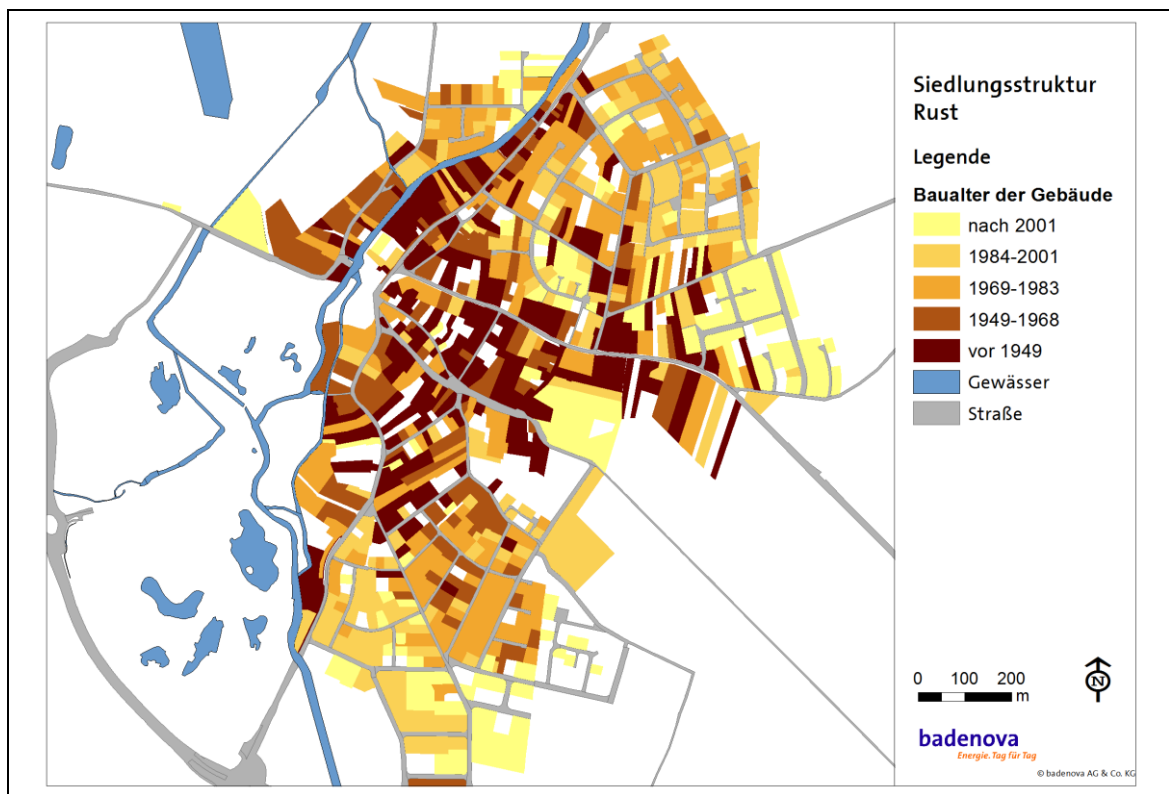 Siedlungsstruktur
Rust
Legende
Baualter der Gebäude
nach 2001
1984-2001
1969-1983
1949-1968
vor 1949
Gewässer
Straße
0 100 200
m
N
badenova
Energie. Tag für Tag
© badenova AG & Co. KG